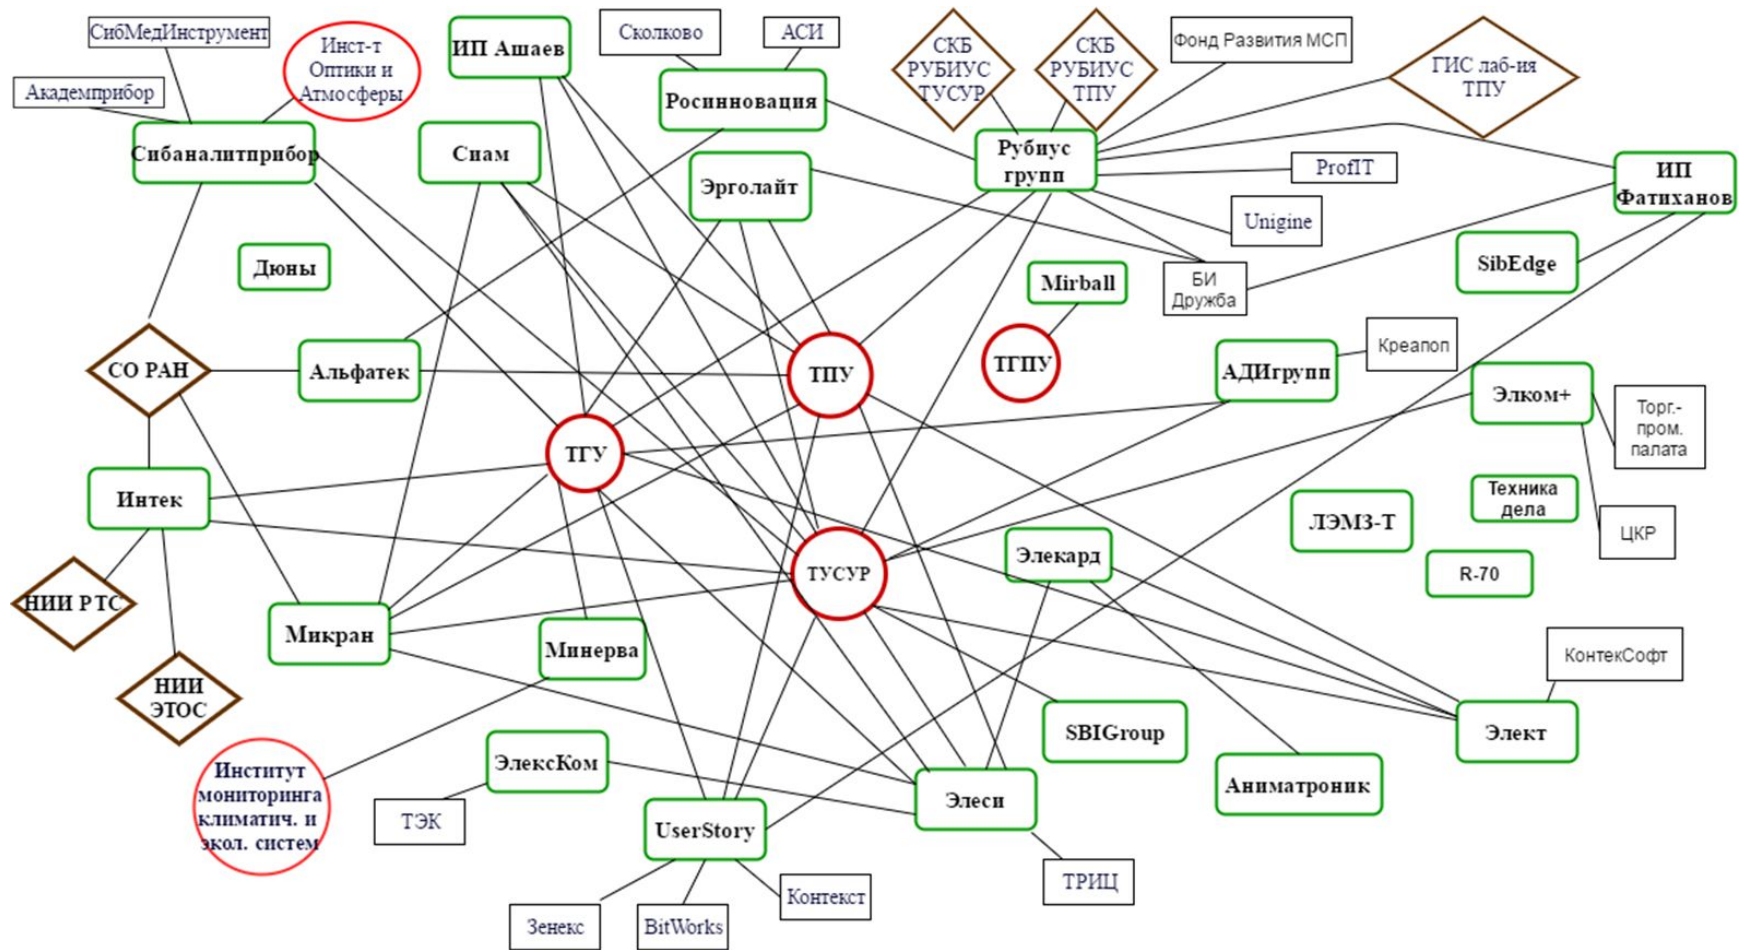 СибМедИнструмент
Академприбор
Инст-т
Оптики и
Атмосферы
ИП Ашаев
Сколково
АСИ
СКБ
РУБИУС
ТУСУР
СКБ
РУБИУС
ТПУ
Фонд Развития МСП
ГИС лаб-ия
ТПУ
Сибаналитприбор
Сиам
Росинновация
Эрголайт
Рубиус
групп
ProfIT
ИП
Фатиханов
Unigine
Дюны
Mirball
БИ
Дружба
SibEdge
СО РАН
Альфатек
ТПУ
ТГПУ
АДИгрупп
Креапоп
Элком+
Торг.-
пром.
палата
ТГУ
Интек
Техника
дела
ЛЭМЗ-Т
ЦКР
R-70
НИИ РТС
Микран
Минерва
ТУСУР
Элекард
КонтекСофт
НИИ
ЭТОС
SBIGroup
Элект
Институт
мониторинга
климатич. и
экол. систем
ЭлексКом
ТЭК
UserStory
Элеси
Аниматроник
ТРИЦ
Зенекс
BitWorks
Контекст